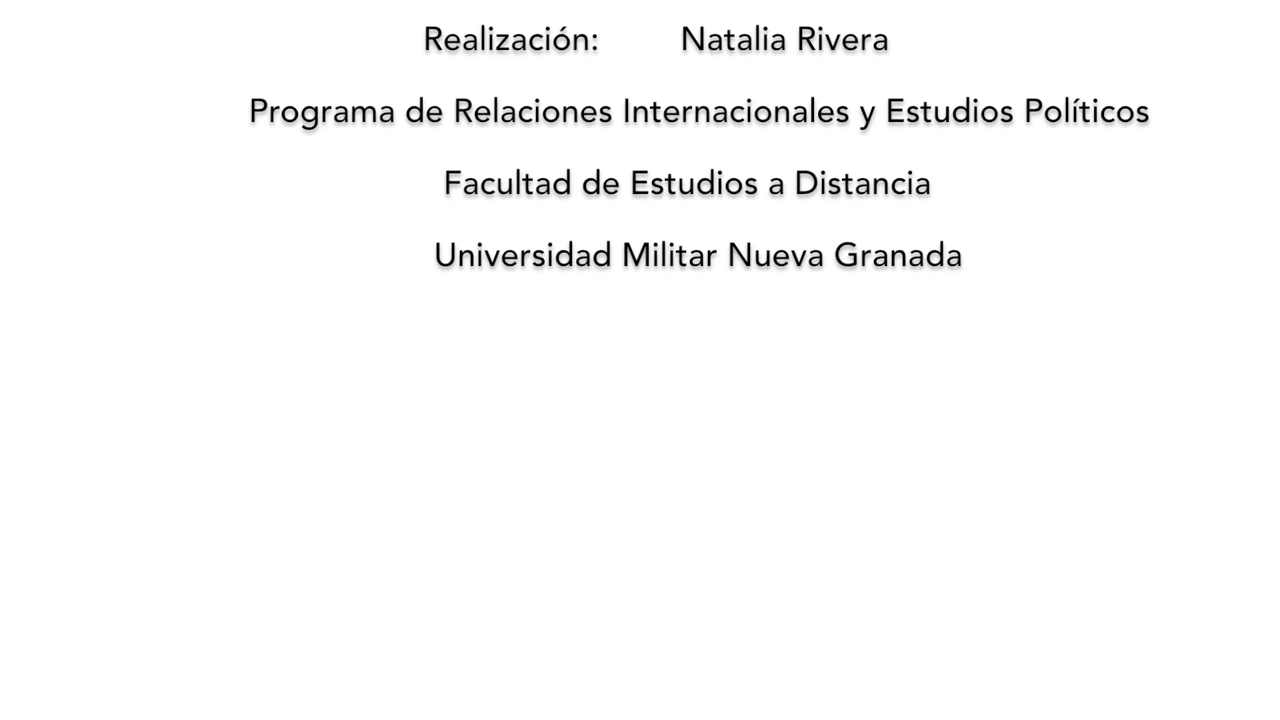 Realización: Natalia Rivera
Programa de Relaciones Internacionales y Estudios Políticos
Facultad de Estudios a Distancia
Universidad Militar Nueva Granada